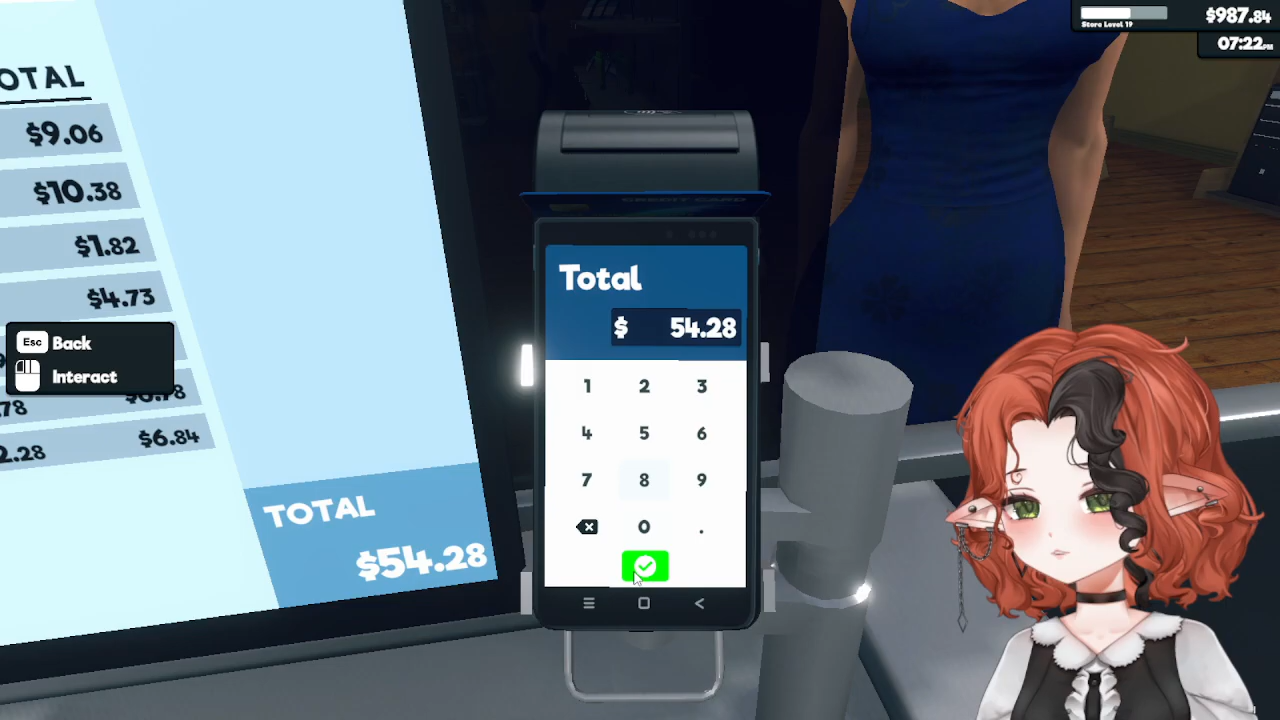 $987.84
Store Level 19
07:22PM
OTAL
$9.06
$10.38
$1.82
$4.73
Esc Back
Interact
.78
2.28 $6.84
TOTAL
$54.28
CREDIT CARD
Total
$ 54.28
1 2 3
4 5 6
7 8 9
0 .